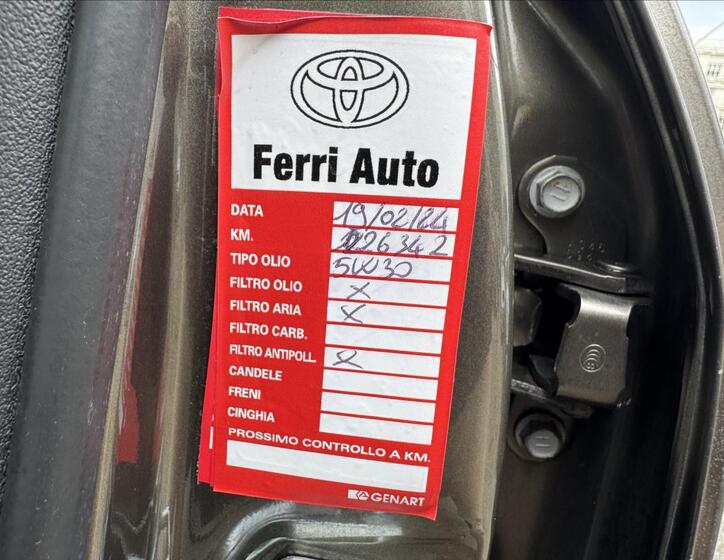 Ferri Auto
DATA 19/02/24
KM. 226342
TIPO OLIO 5W30
FILTRO OLIO X
FILTRO ARIA X
FILTRO CARB.
FILTRO ANTIPOLL. X
CANDELE
FRENI
CINGHIA
PROSSIMO CONTROLLO A KM.
GENART